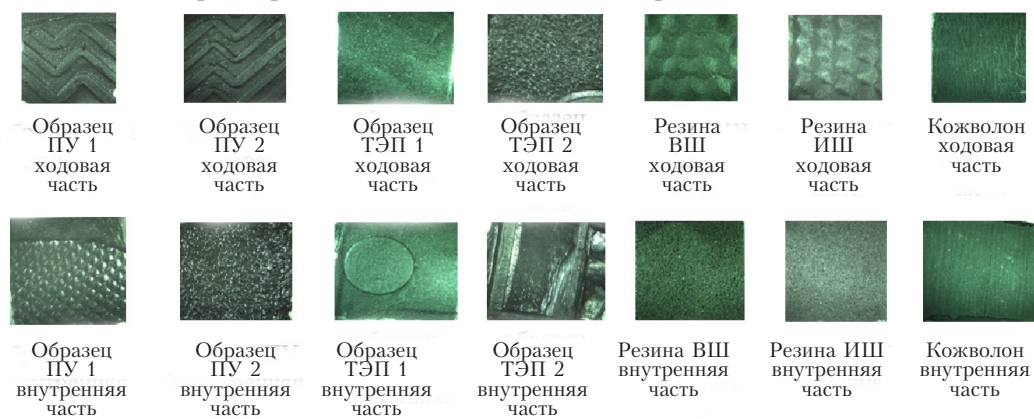 Образец
ПУ 1
ходовая
часть
Образец
ПУ 2
ходовая
часть
Образец
ТЭП 1
ходовая
часть
Образец
ТЭП 2
ходовая
часть
Резина
ВШ
ходовая
часть
Резина
ИШ
ходовая
часть
Кожволон
ходовая
часть
Образец
ПУ 1
внутренняя
часть
Образец
ПУ 2
внутренняя
часть
Образец
ТЭП 1
внутренняя
часть
Образец
ТЭП 2
внутренняя
часть
Резина ВШ
внутренняя
часть
Резина ИШ
внутренняя
часть
Кожволон
внутренняя
часть